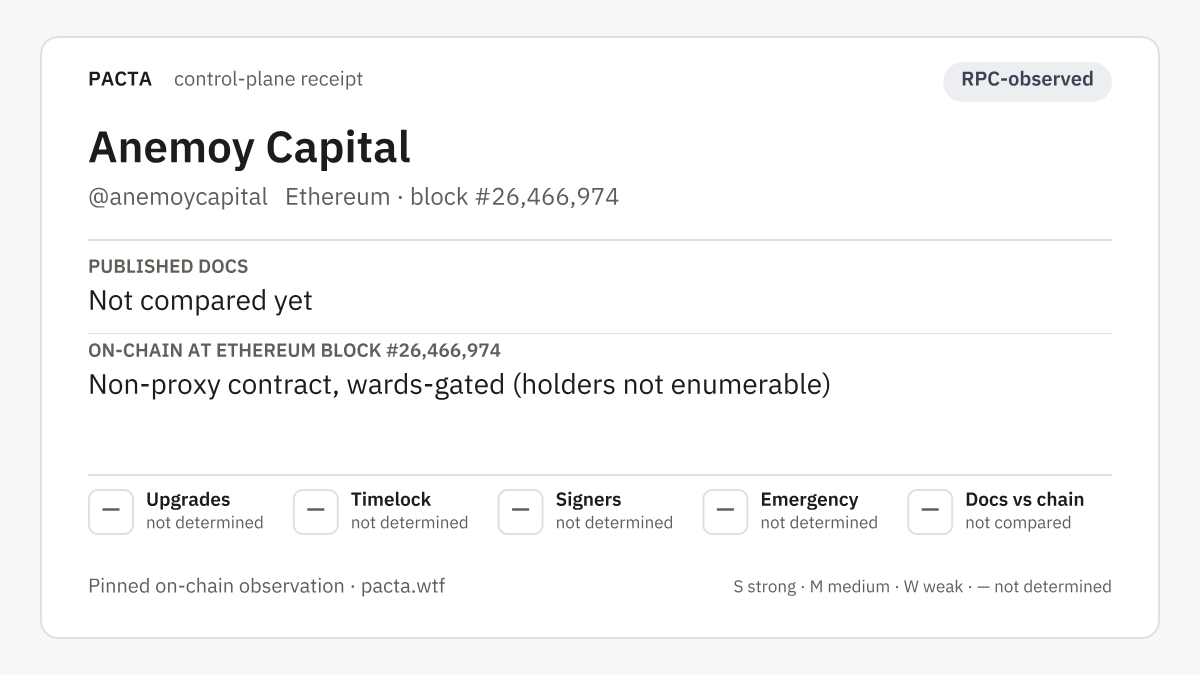 PACTA control-plane receipt
RPC-observed
Anemoy Capital
@anemoycapital Ethereum · block #26,466,974
PUBLISHED DOCS
Not compared yet
ON-CHAIN AT ETHEREUM BLOCK #26,466,974
Non-proxy contract, wards-gated (holders not enumerable)
— Upgrades
not determined
— Timelock
not determined
— Signers
not determined
— Emergency
not determined
— Docs vs chain
not compared
Pinned on-chain observation · pacta.wtf
S strong · M medium · W weak · — not determined